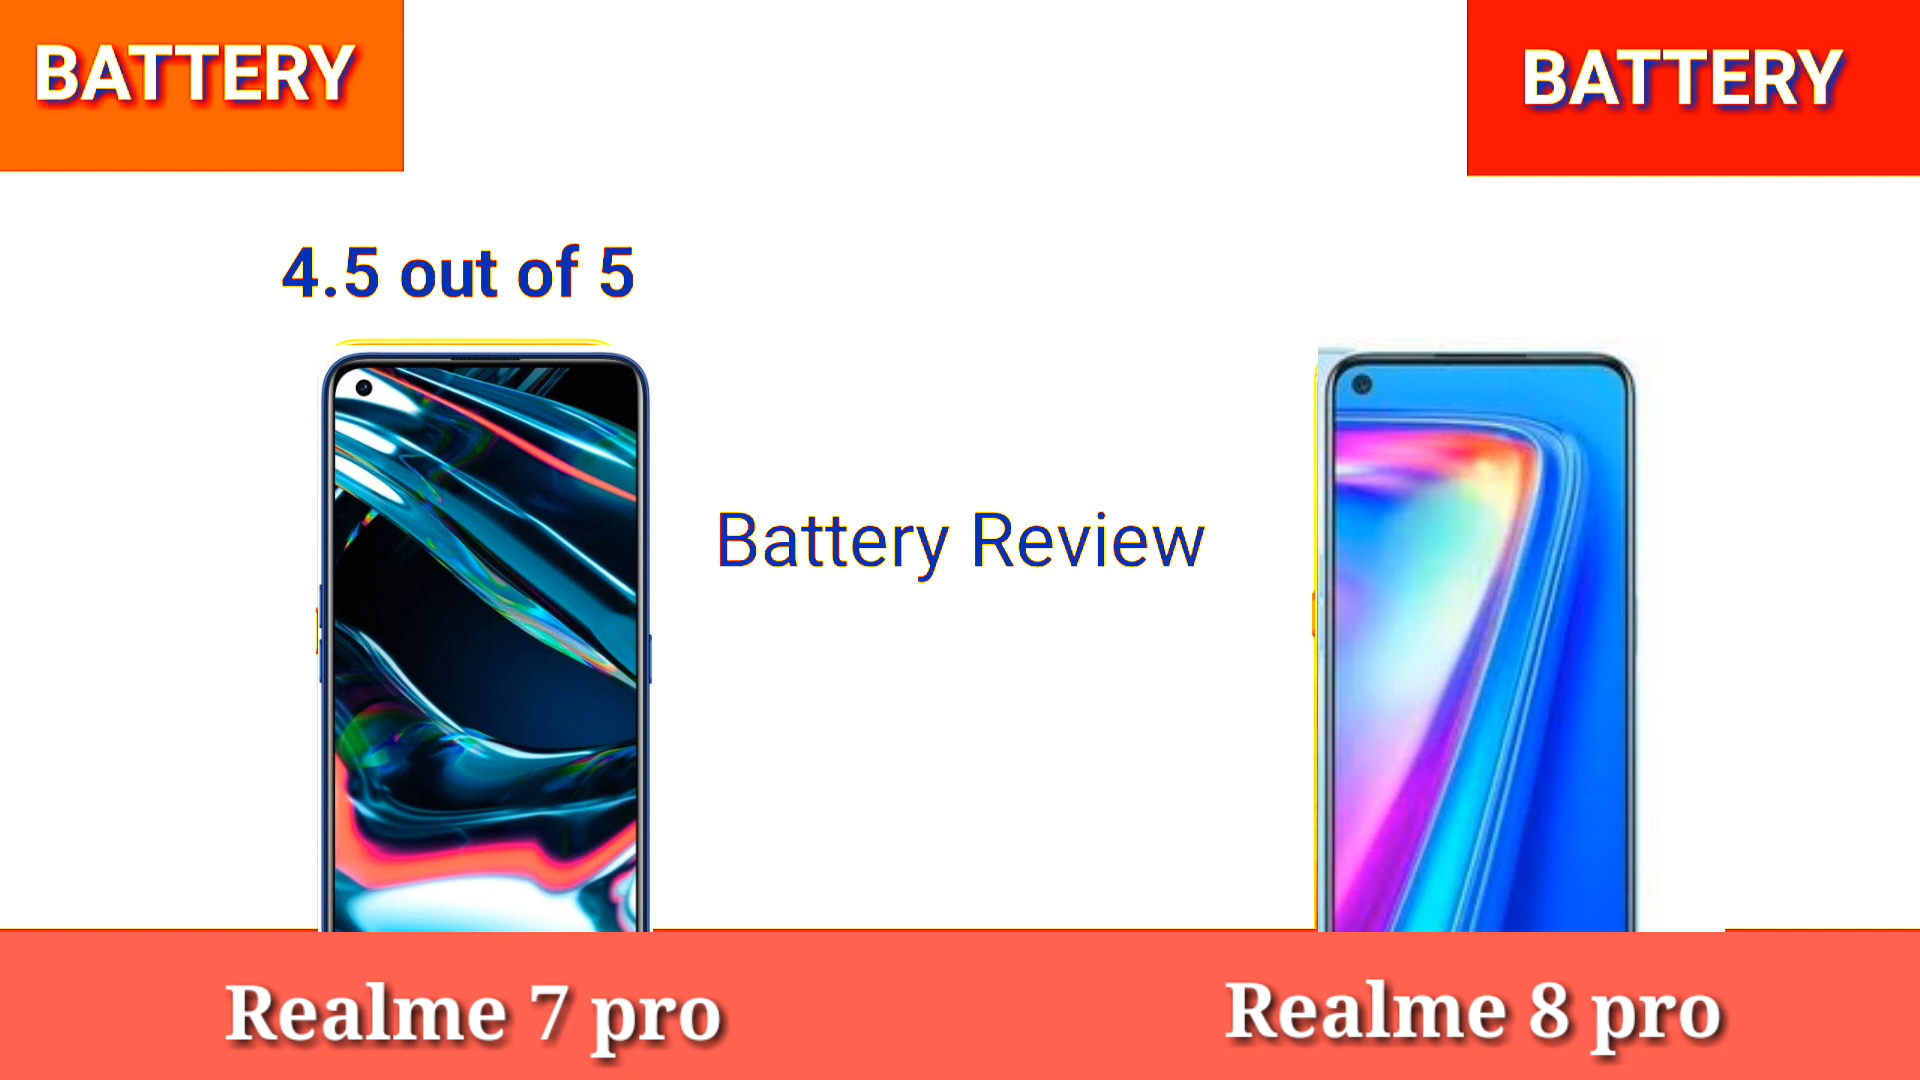 BATTERY
BATTERY
4.5 out of 5
Battery Review
Realme 7 pro
Realme 8 pro